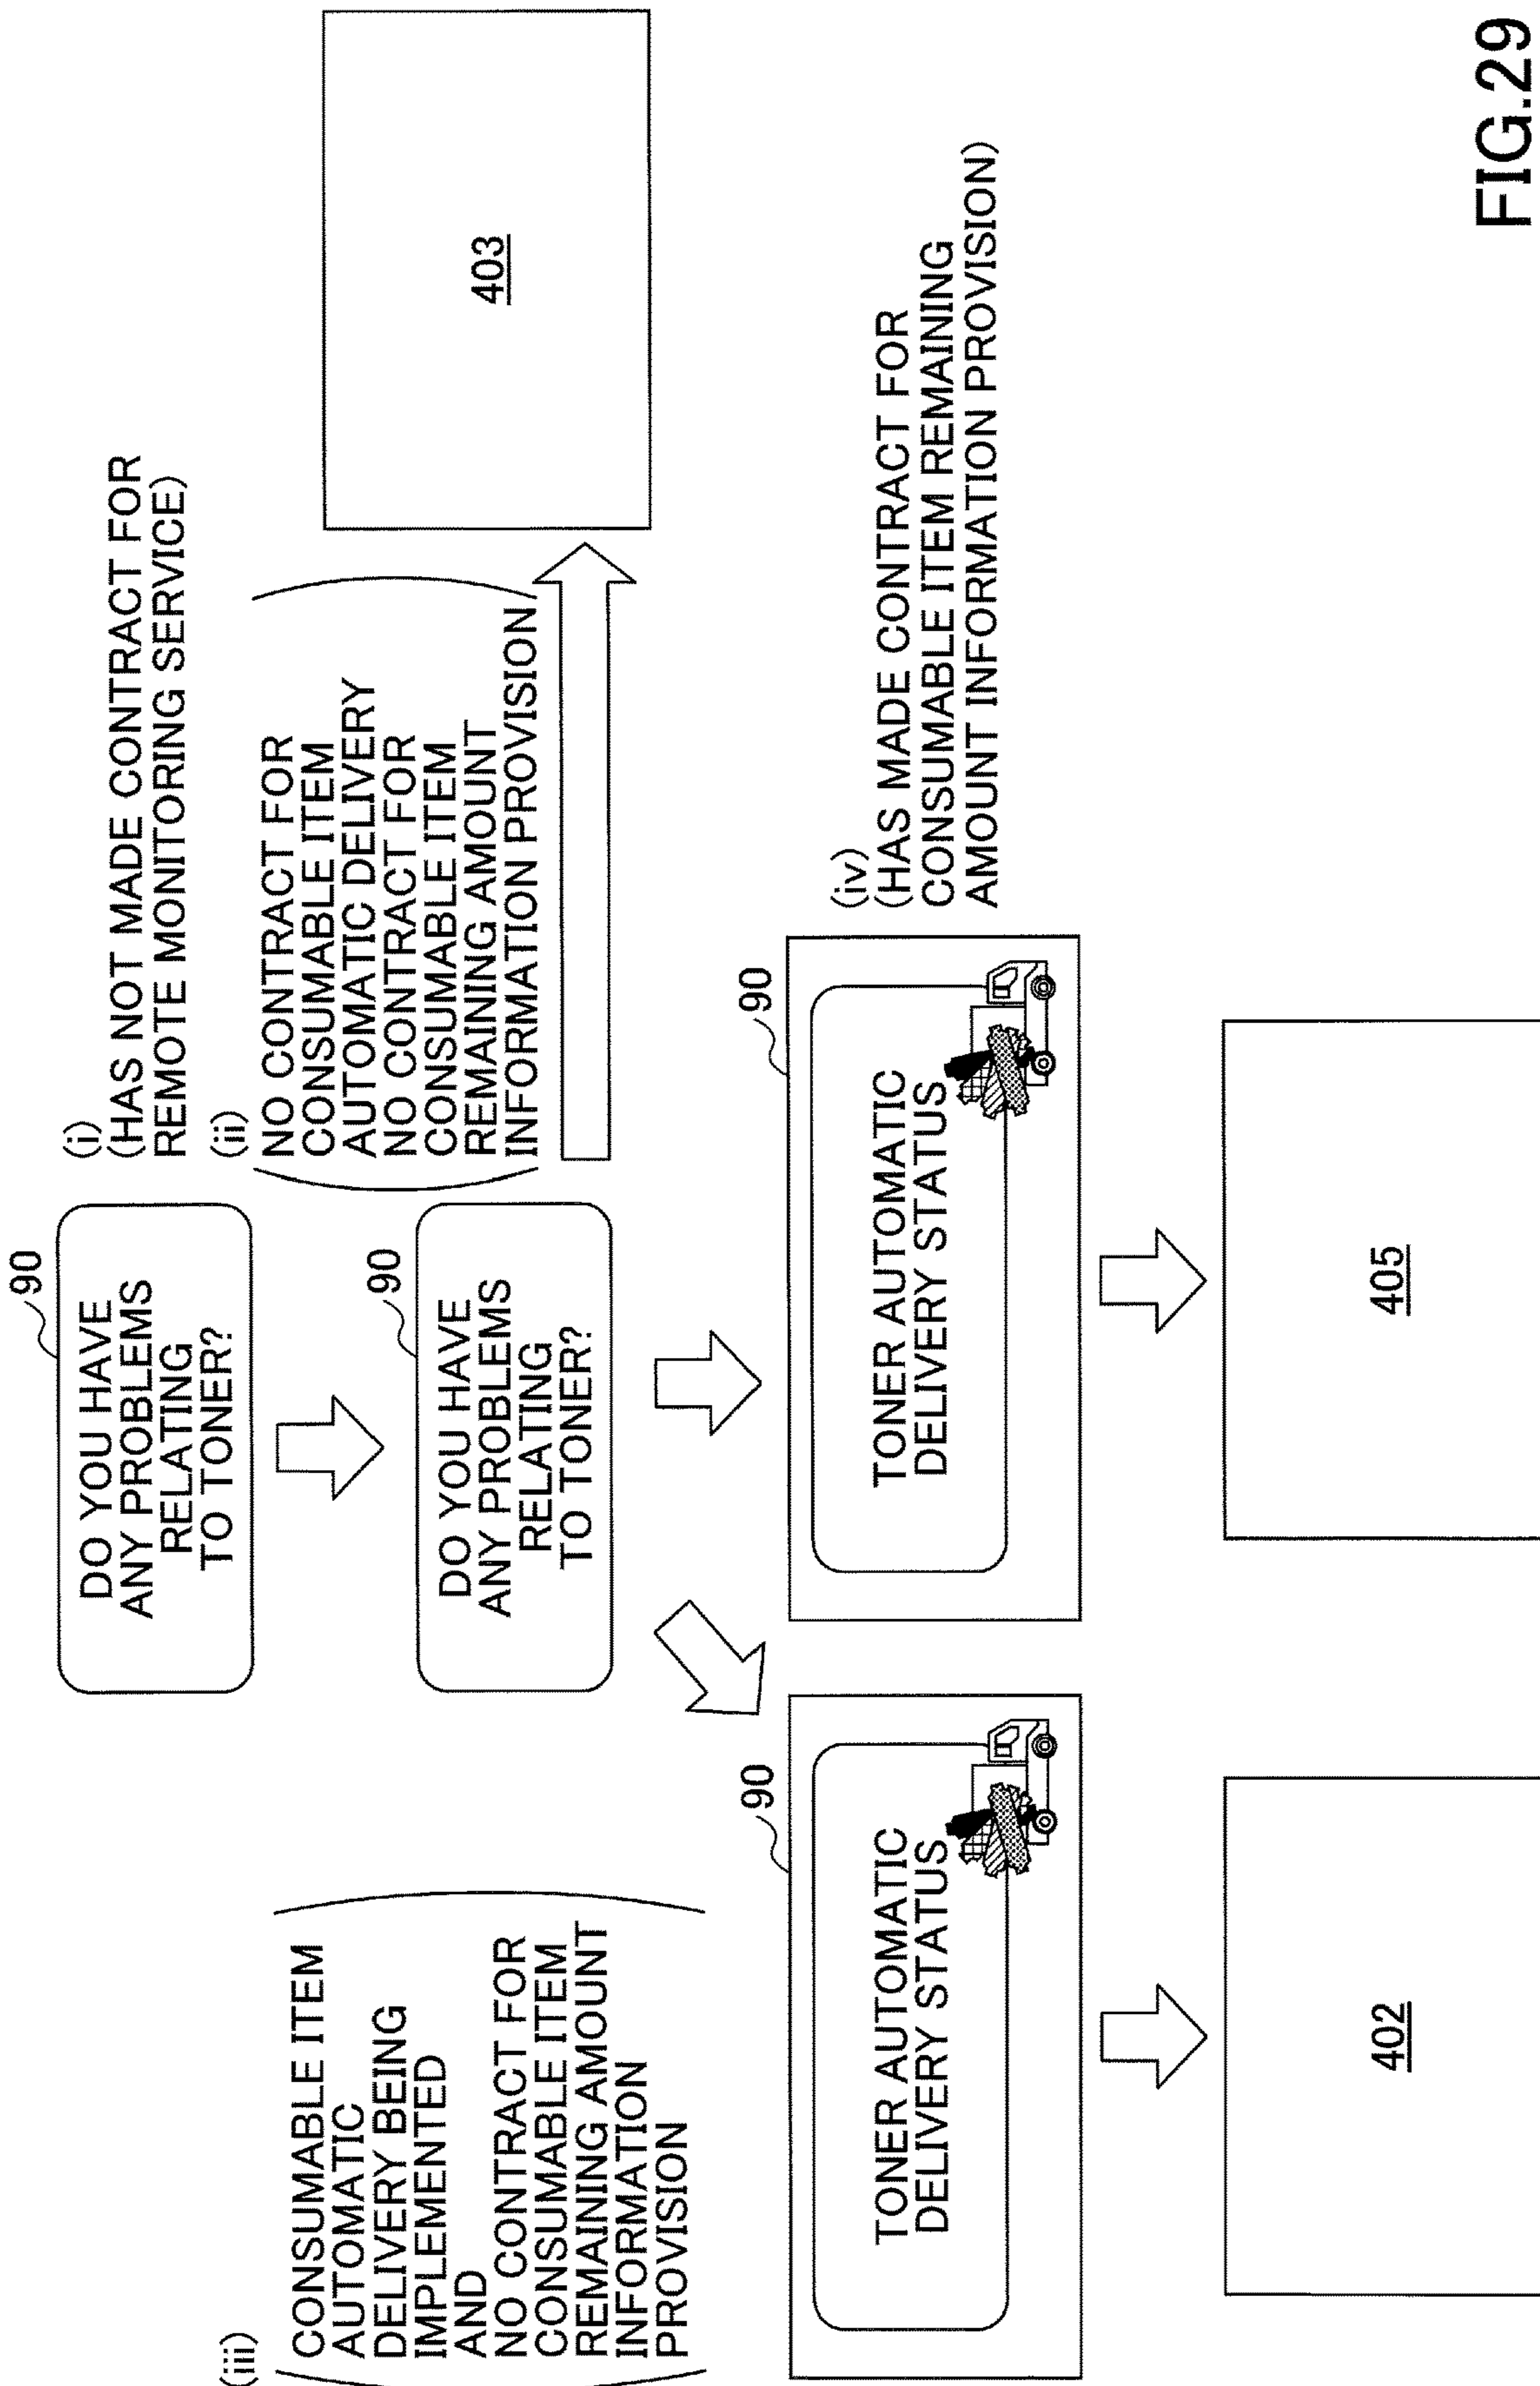 90
DO YOU HAVE
ANY PROBLEMS
RELATING
TO TONER?
(i)
(HAS NOT MADE CONTRACT FOR
REMOTE MONITORING SERVICE)
90
DO YOU HAVE
ANY PROBLEMS
RELATING
TO TONER?
(ii)
NO CONTRACT FOR
CONSUMABLE ITEM
AUTOMATIC DELIVERY
NO CONTRACT FOR
CONSUMABLE ITEM
REMAINING AMOUNT
INFORMATION PROVISION
403
(iii)
CONSUMABLE ITEM
AUTOMATIC
DELIVERY BEING
IMPLEMENTED
AND
NO CONTRACT FOR
CONSUMABLE ITEM
REMAINING AMOUNT
INFORMATION
PROVISION
90
TONER AUTOMATIC
DELIVERY STATUS
402
90
TONER AUTOMATIC
DELIVERY STATUS
(iv)
(HAS MADE CONTRACT FOR
CONSUMABLE ITEM REMAINING
AMOUNT INFORMATION PROVISION)
405
FIG.29